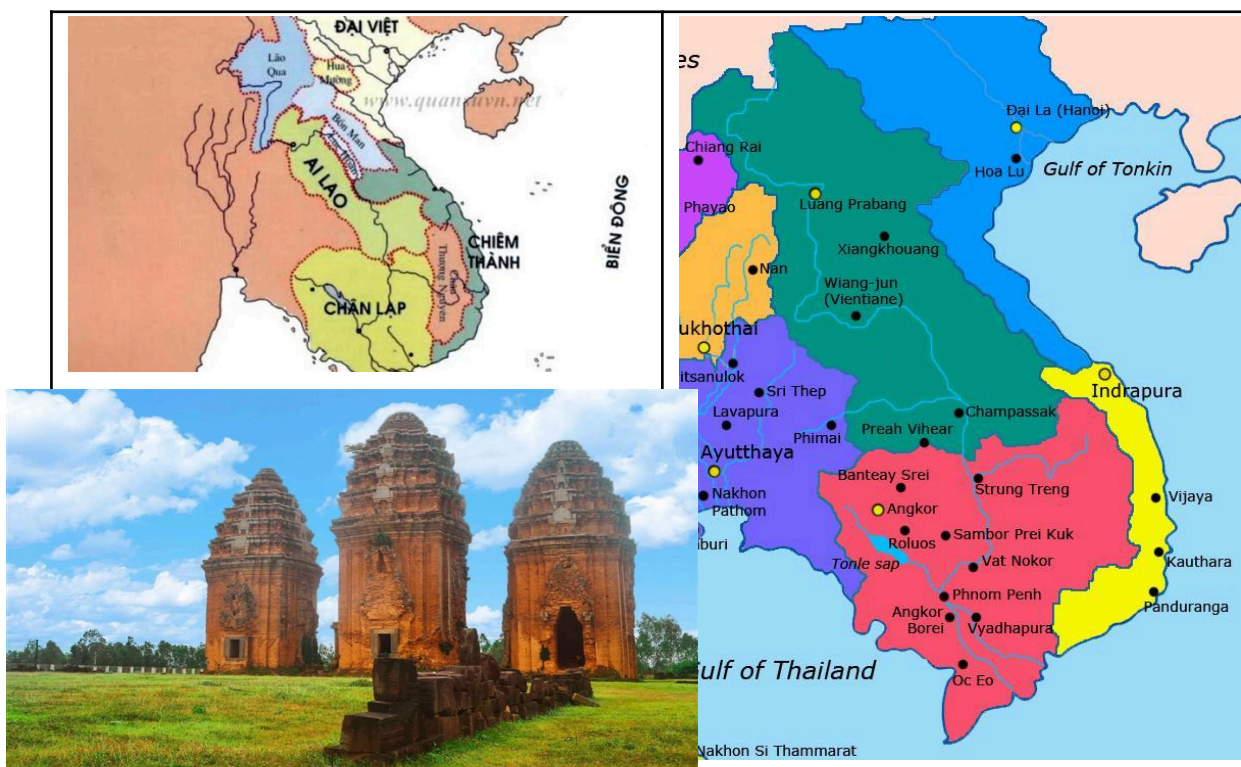 ĐẠI VIỆT
Lão
Qua
Hua
Mường
www.quansuvn.net
Bồn Man
AI LAO
CHIÊM
THÀNH
BIỂN ĐÔNG
Thượng Nguyên
CHÂN LẠP
es
Đại La (Hanoi)
Chiang Rai
Hoa Lu
Gulf of Tonkin
Phayao
Luang Prabang
Xiangkhouang
Nan
Wiang-jun
(Vientiane)
ukhothai
itsanulok
Indrapura
Sri Thep
Lavapura
Champassak
Phimai
Preah Vihear
Ayutthaya
Banteay Srei
Strung Treng
Nakhon
Pathom
Angkor
Vijaya
buri
Roluos
Sambor Prei Kuk
Tonle sap
Vat Nokor
Kauthara
Phnom Penh
Panduranga
Angkor
Borei
Vyadhapura
ulf of Thailand
Oc Eo
Nakhon Si Thammarat